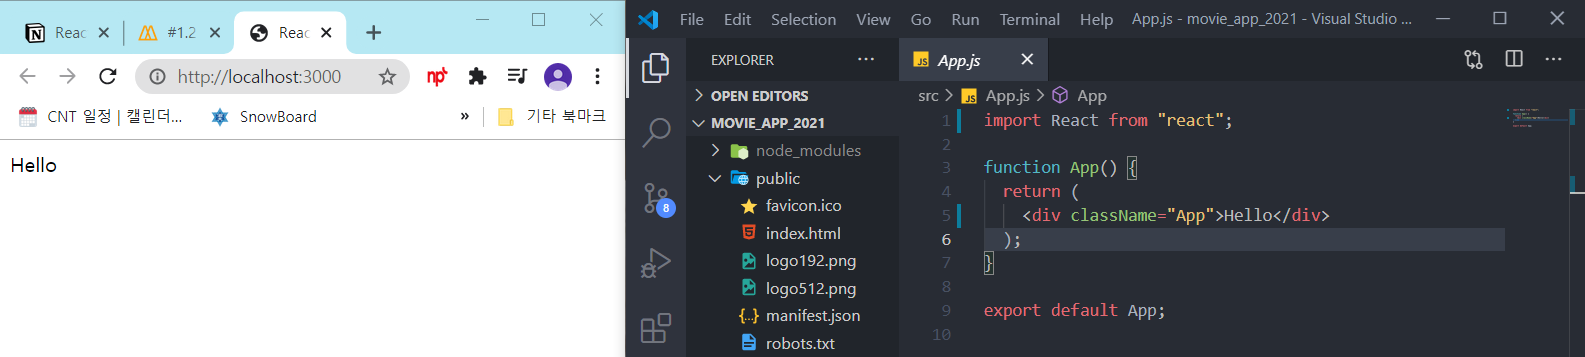 Reac
#1.2
Reac
http://localhost:3000
np
CNT 일정 | 캘린더...
SnowBoard
»
기타 북마크
Hello
File Edit Selection View Go Run Terminal Help
App.js - movie_app_2021 - Visual Studio ...
EXPLORER
OPEN EDITORS
MOVIE_APP_2021
node_modules
public
favicon.ico
index.html
logo192.png
logo512.png
manifest.json
robots.txt
8
JS App.js
src > JS App.js > App
1 import React from "react";
2
3 function App() {
4 return (
5 <div className="App">Hello</div>
6 );
7 }
8
9 export default App;
10